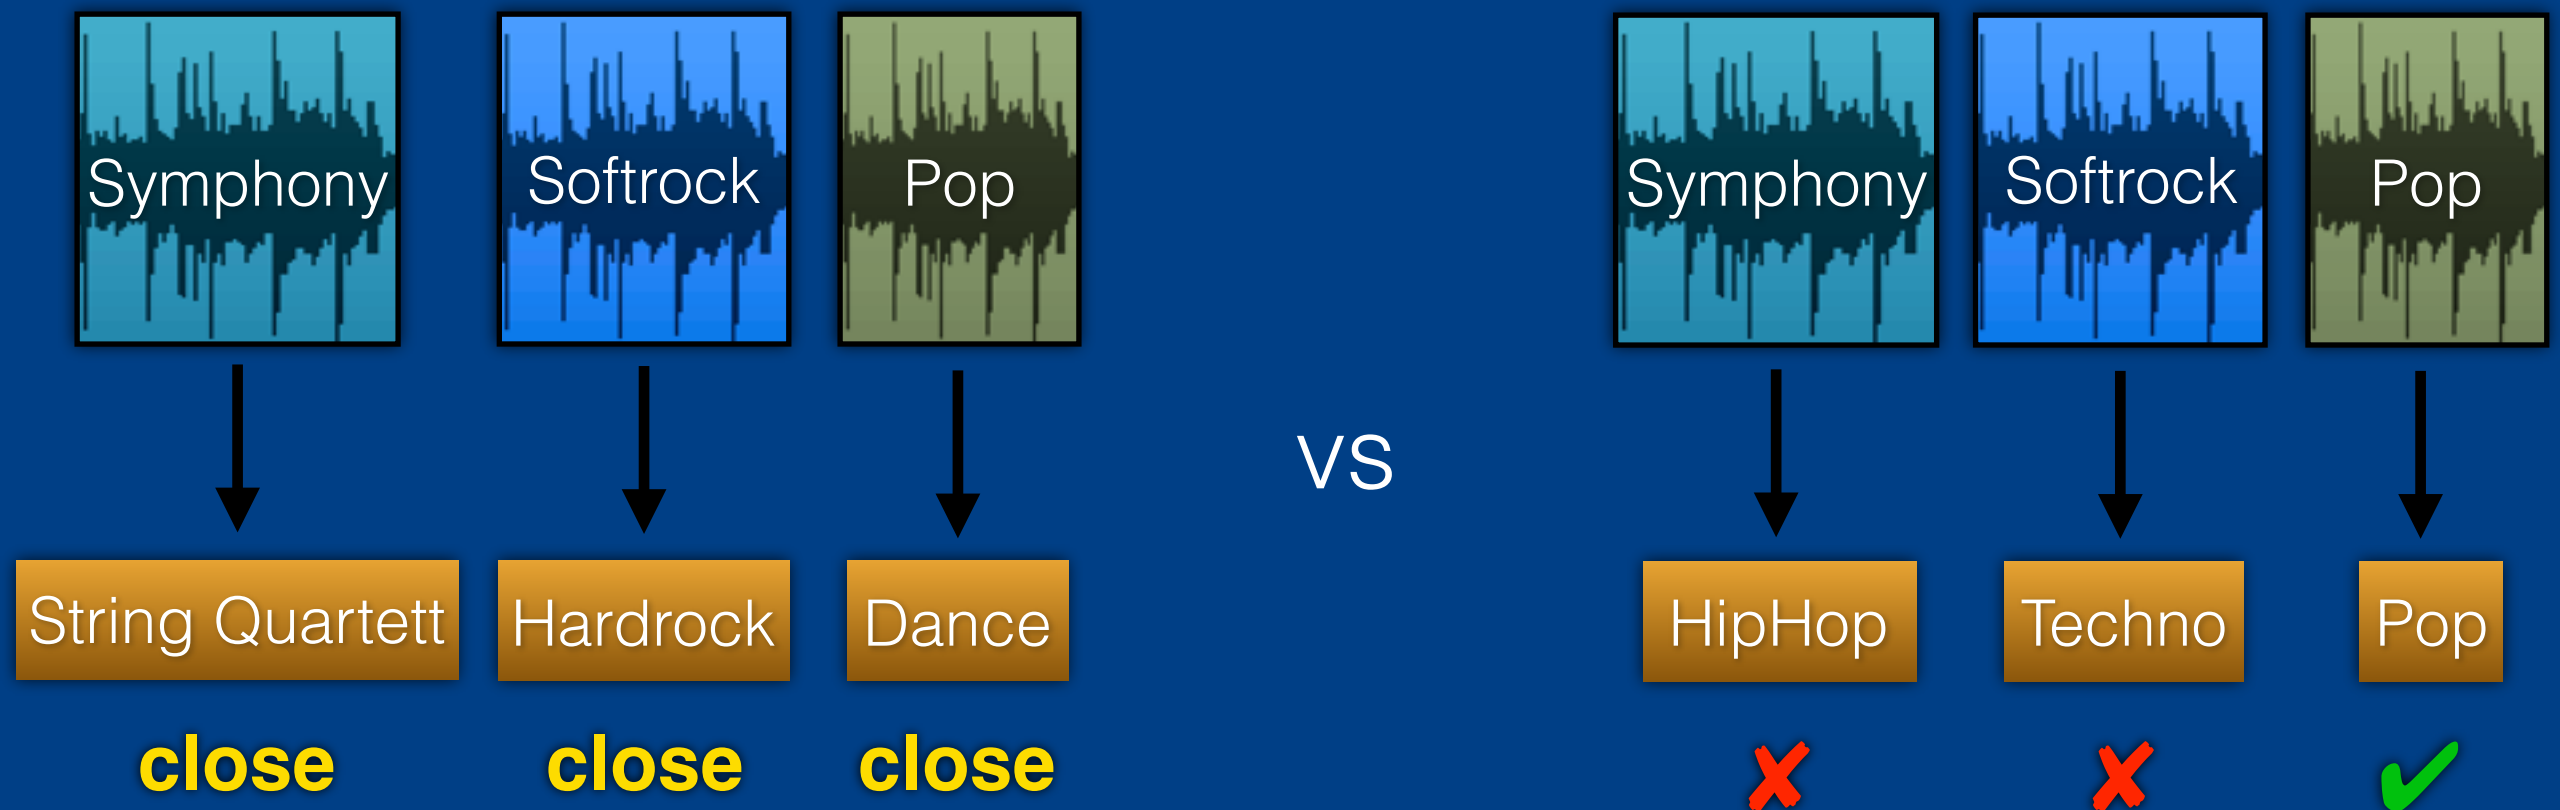 Symphony
Softrock
Pop
Symphony
Softrock
Pop
VS
String Quartett
Hardrock
Dance
HipHop
Techno
Pop
close
close
close
✘
✘
✔